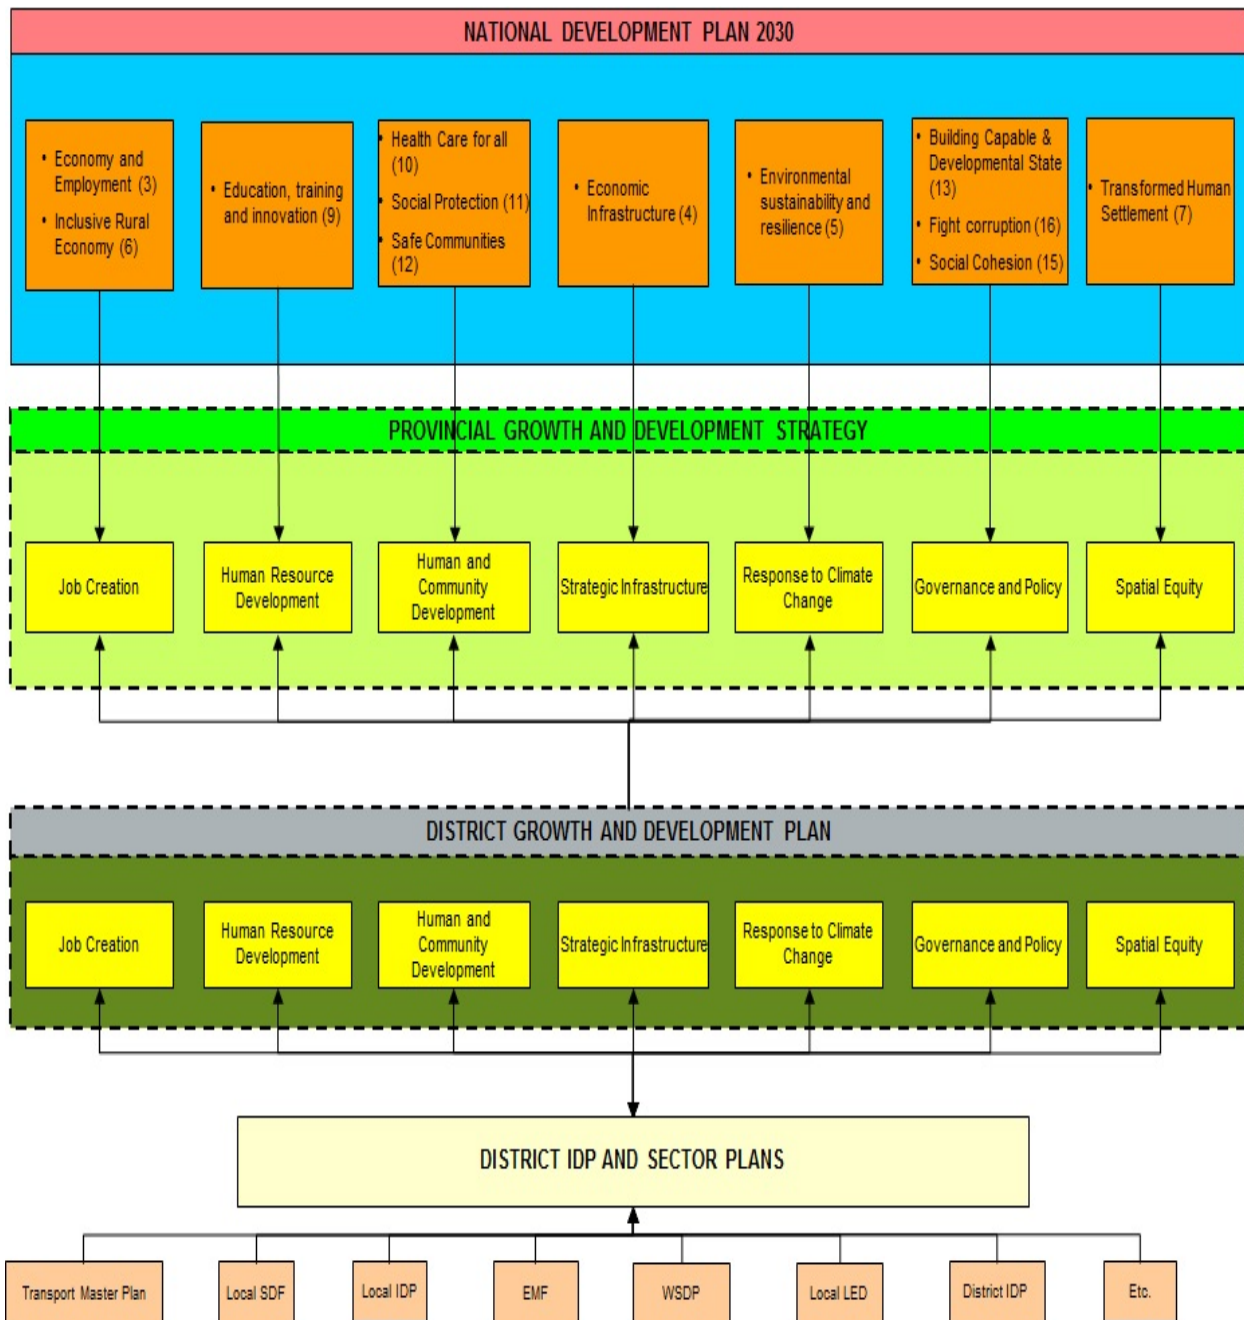 NATIONAL DEVELOPMENT PLAN 2030
• Economy and
Employment (3)
• Inclusive Rural
Economy (6)
• Education, training
and innovation (9)
• Health Care for all
(10)
• Social Protection (11)
• Safe Communities
(12)
• Economic
Infrastructure (4)
• Environmental
sustainability and
resilience (5)
• Building Capable &
Developmental State
(13)
• Fight corruption (16)
• Social Cohesion (15)
• Transformed Human
Settlement (7)
PROVINCIAL GROWTH AND DEVELOPMENT STRATEGY
Job Creation
Human Resource
Development
Human and
Community
Development
Strategic Infrastructure
Response to Climate
Change
Governance and Policy
Spatial Equity
DISTRICT GROWTH AND DEVELOPMENT PLAN
Job Creation
Human Resource
Development
Human and
Community
Development
Strategic Infrastructure
Response to Climate
Change
Governance and Policy
Spatial Equity
DISTRICT IDP AND SECTOR PLANS
Transport Master Plan
Local SDF
Local IDP
EMF
WSDP
Local LED
District IDP
Etc.